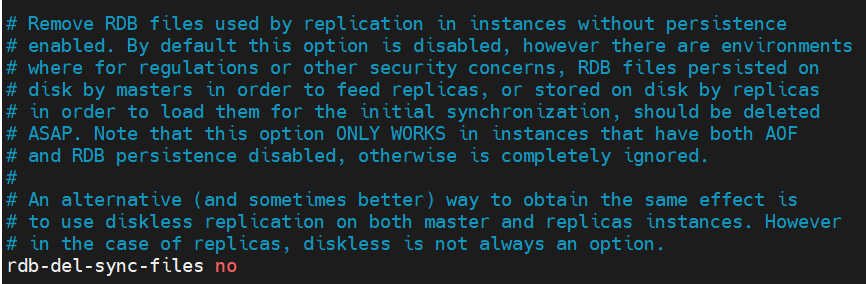 # Remove RDB files used by replication in instances without persistence
# enabled. By default this option is disabled, however there are environments
# where for regulations or other security concerns, RDB files persisted on
# disk by masters in order to feed replicas, or stored on disk by replicas
# in order to load them for the initial synchronization, should be deleted
# ASAP. Note that this option ONLY WORKS in instances that have both AOF
# and RDB persistence disabled, otherwise is completely ignored.
#
# An alternative (and sometimes better) way to obtain the same effect is
# to use diskless replication on both master and replicas instances. However
# in the case of replicas, diskless is not always an option.
rdb-del-sync-files no